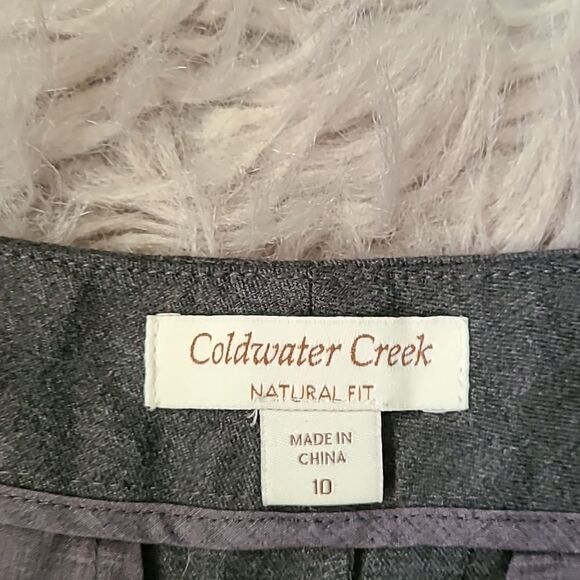 Coldwater Creek
NATURAL FIT
MADE IN
CHINA
10